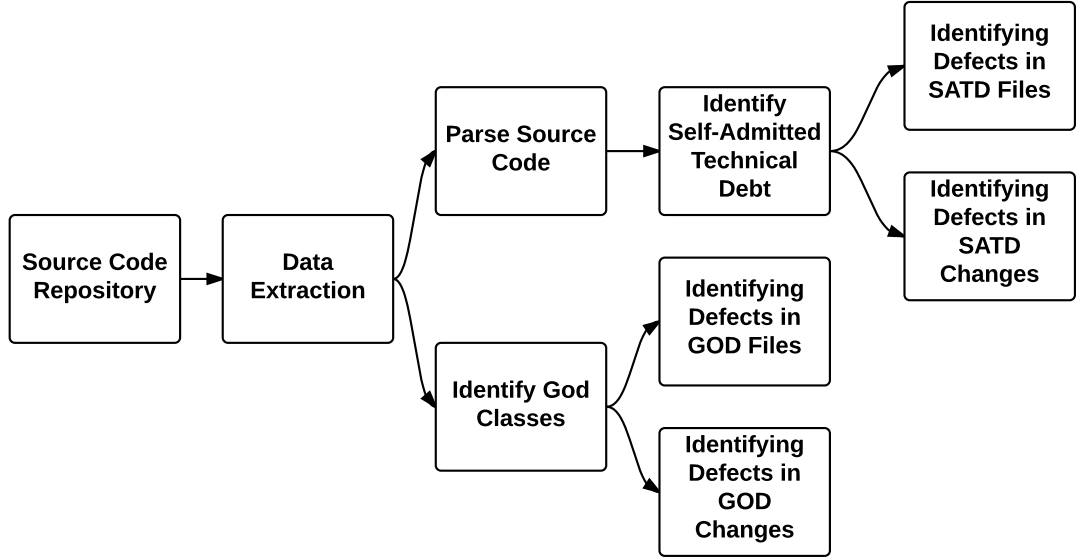 Source Code
Repository
Data
Extraction
Parse Source
Code
Identify
Self-Admitted
Technical
Debt
Identifying
Defects in
SATD Files
Identifying
Defects in
SATD
Changes
Identify God
Classes
Identifying
Defects in
GOD Files
Identifying
Defects in
GOD
Changes